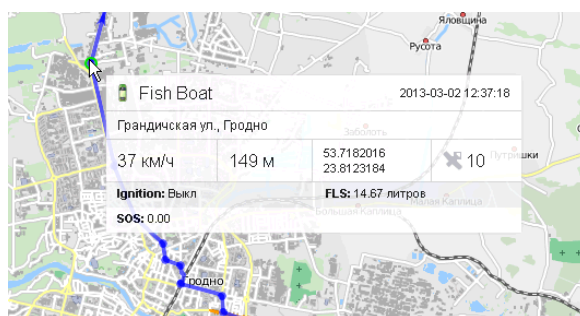 Яловщина
Русота
Fish Boat 2013-03-02 12:37:18
Грандичская ул., Гродно
Заболоть
37 км/ч 149 м 53.7182016 10
23.8123184
Путришки
Ignition: Выкл FLS: 14.67 литров
Малая Каплица
Большая Каплица
SOS: 0.00
Гродно